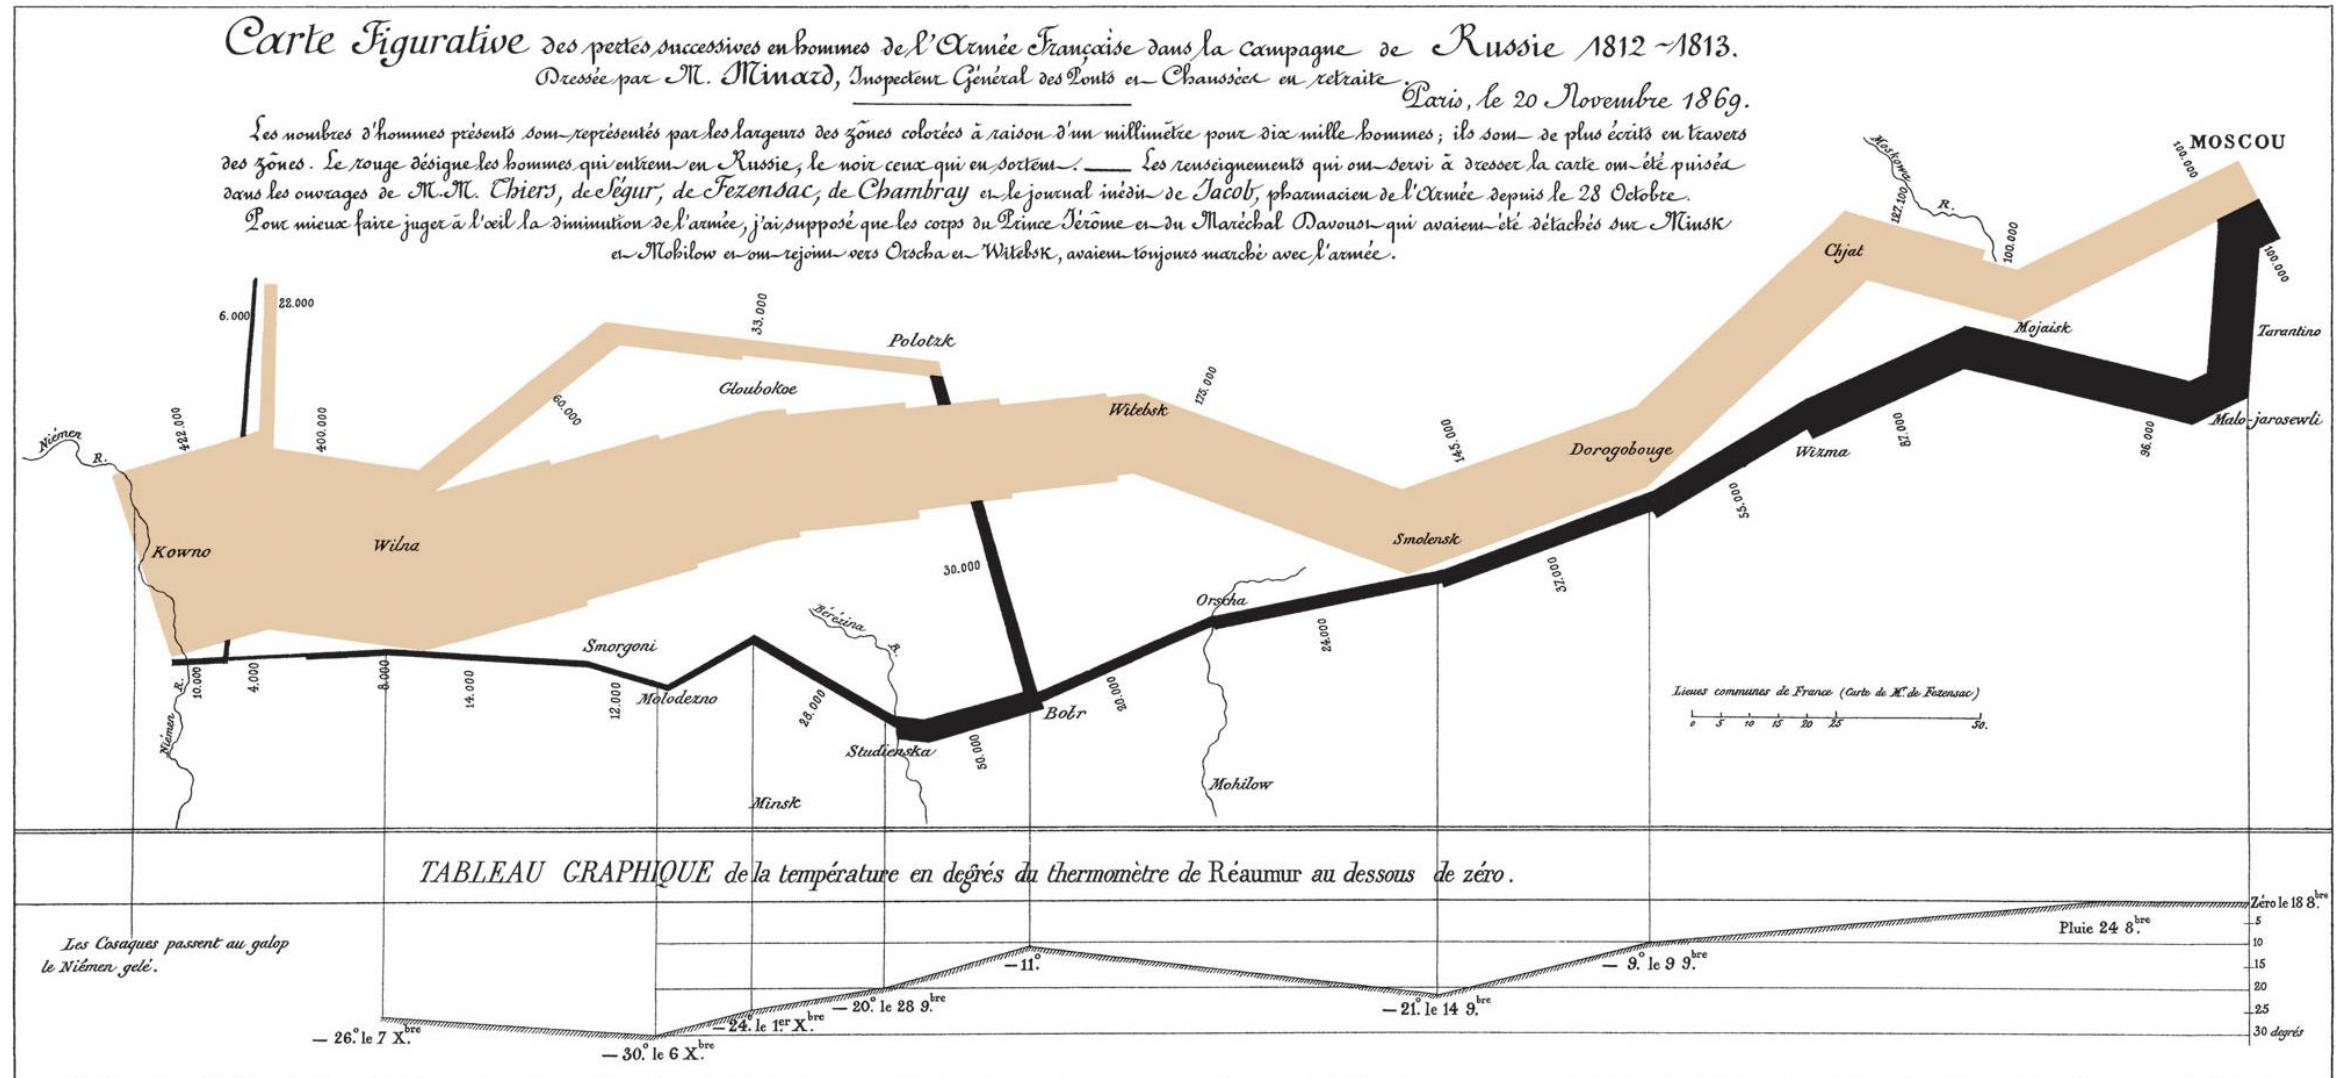 Carte Figurative des pertes successives en hommes de l'Armée Française dans la campagne de Russie 1812~1813.
Dressée par M. Minard, Inspecteur Général des Ponts et Chaussées en retraite.
Paris, le 20 Novembre 1869.
Les nombres d'hommes présents sont représentés par les largeurs des zônes colorées à raison d'un millimètre pour dix mille hommes; ils sont de plus écrits en travers
des zônes. Le rouge désigne les hommes qui entrent en Russie, le noir ceux qui en sortent. — Les renseignements qui ont servi à dresser la carte ont été puisés
dans les ouvrages de M.M. Thiers, de Ségur, de Fezensac, de Chambray et le journal inédit de Jacob, pharmacien de l'Armée depuis le 28 Octobre.
Pour mieux faire juger à l'œil la diminution de l'armée, j'ai supposé que les corps du Prince Jérôme et du Maréchal Davoust qui avaient été détachés sur Minsk
et Mohilow et ont rejoint vers Orscha et Witebsk, avaient toujours marché avec l'armée.
MOSCOU
100.000
Moskowa
R.
127.100
100.000
Chjat
100.000
Mojaisk
Tarantino
Malo-jarosewli
6.000
22.000
60.000
33.000
Polotzk
Gloubokoe
Witebsk
175.000
145.000
Dorogobouge
Wizma
82.000
96.000
55.000
Niémen
R.
422.000
400.000
Kowno
Wilna
Smolensk
37.000
30.000
Orscha
24.000
Bérézina
R.
Smorgoni
Molodezno
10.000
4.000
8.000
14.000
12.000
28.000
Studienska
50.000
Bobr
20.000
Niémen
R.
Minsk
Mohilow
Lieues communes de France (Carte de Mr. de Fezensac)
0 5 10 15 20 25 50.
TABLEAU GRAPHIQUE de la température en degrés du thermomètre de Réaumur au dessous de zéro.
Les Cosaques passent au galop
le Niémen gelé.
Zéro le 18 8.bre
5
10
15
20
25
30 degrés
Pluie 24 8.bre
— 9.° le 9 9.bre
— 21.° le 14 9.bre
— 11.°
— 20.° le 28 9.bre
— 24.° le 1.er X.bre
— 30.° le 6 X.bre
— 26.° le 7 X.bre